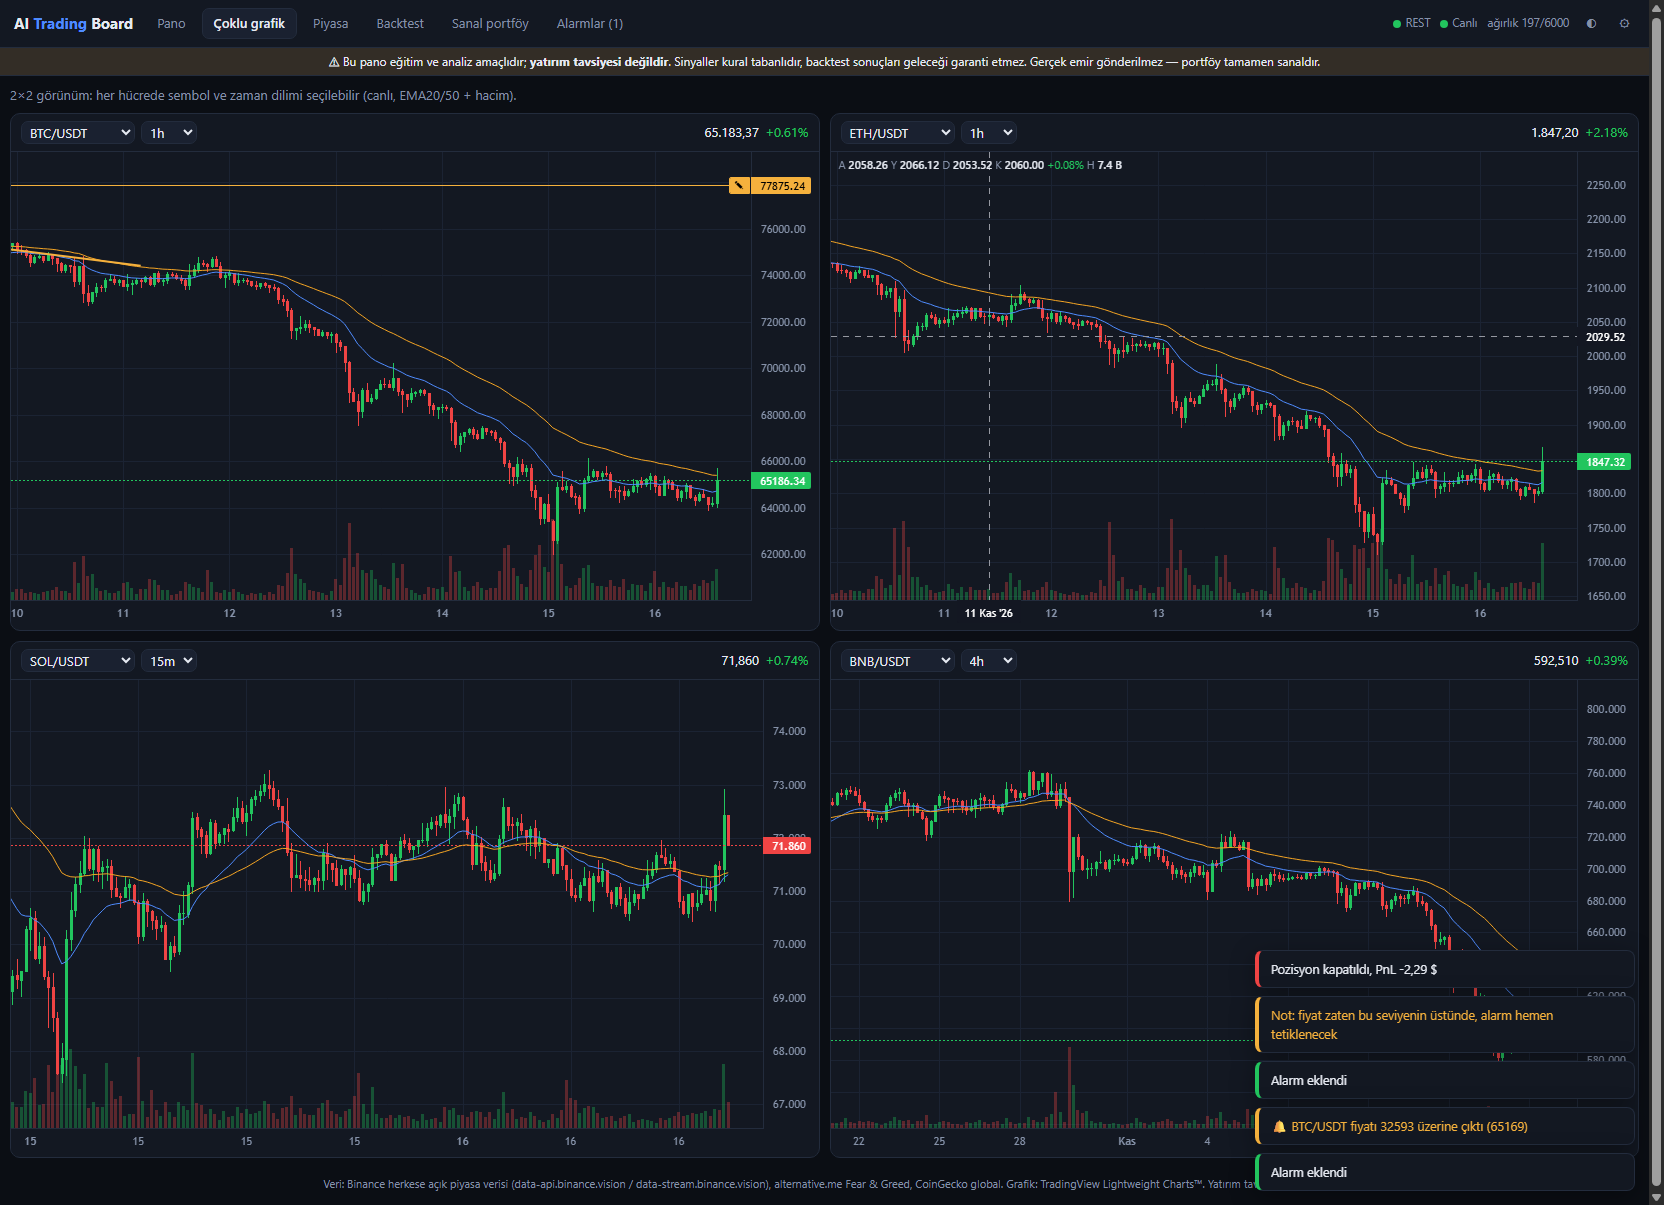 AI Trading Board Pano Çoklu grafik Piyasa Backtest Sanal portföy Alarmlar (1) REST Canlı ağırlık 197/6000
⚠ Bu pano eğitim ve analiz amaçlıdır; yatırım tavsiyesi değildir. Sinyaller kural tabanlıdır, backtest sonuçları geleceği garanti etmez. Gerçek emir gönderilmez — portföy tamamen sanaldır.
2×2 görünüm: her hücrede sembol ve zaman dilimi seçilebilir (canlı, EMA20/50 + hacim).
BTC/USDT 1h 65.183,37 +0.61%
77875.24
76000.00
74000.00
72000.00
70000.00
68000.00
66000.00
65186.34
64000.00
62000.00
10 11 12 13 14 15 16
ETH/USDT 1h 1.847,20 +2.18%
A 2058.26 Y 2066.12 D 2053.52 K 2060.00 +0.08% H 7.4 B
2250.00
2200.00
2150.00
2100.00
2050.00
2029.52
2000.00
1950.00
1900.00
1847.32
1800.00
1750.00
1700.00
1650.00
10 11 11 Kas '26 12 13 14 15 16
SOL/USDT 15m 71,860 +0.74%
74.000
73.000
71.860
71.000
70.000
69.000
68.000
67.000
15 15 15 15 16 16 16
BNB/USDT 4h 592,510 +0.39%
800.000
780.000
760.000
740.000
720.000
700.000
680.000
660.000
580.000
22 25 28 Kas 4
Pozisyon kapatıldı, PnL -2,29 $
Not: fiyat zaten bu seviyenin üstünde, alarm hemen
tetiklenecek
Alarm eklendi
🔔 BTC/USDT fiyatı 32593 üzerine çıktı (65169)
Alarm eklendi
Veri: Binance herkese açık piyasa verisi (data-api.binance.vision / data-stream.binance.vision), alternative.me Fear & Greed, CoinGecko global. Grafik: TradingView Lightweight Charts™. Yatırım